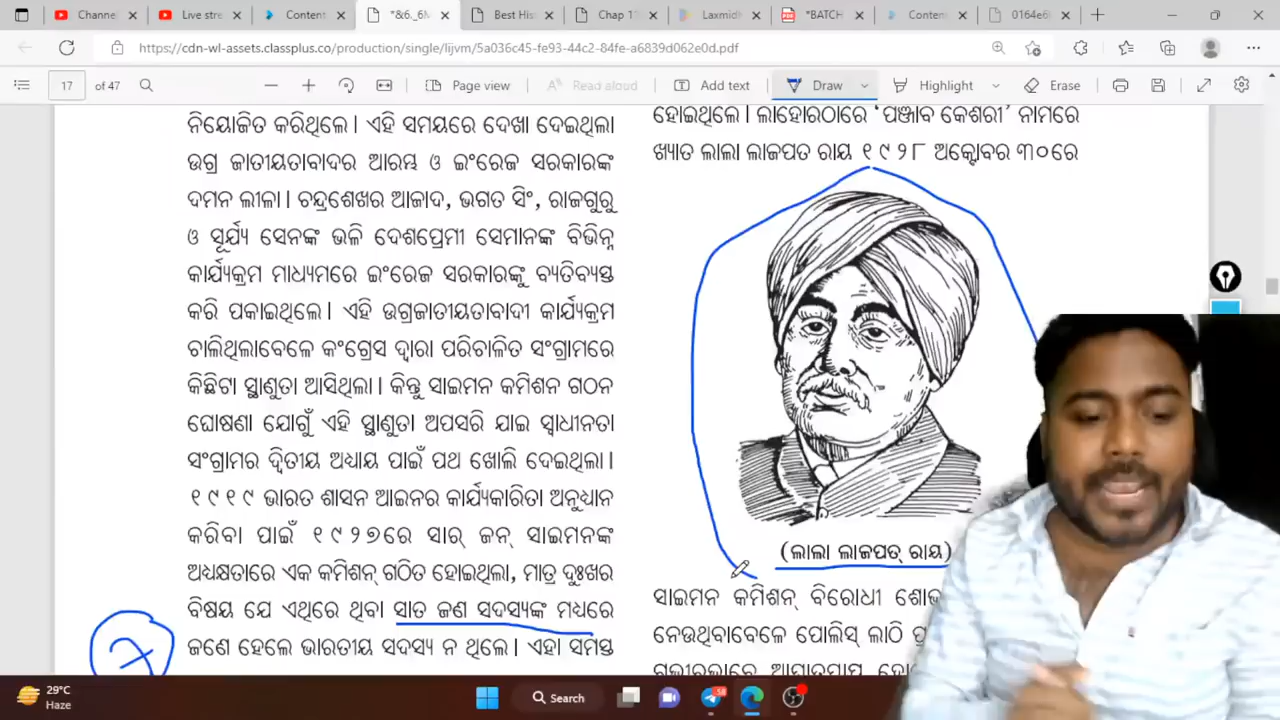 Channel
Live stre
Content
*&6._6M
Best His
Chap 1
Laxmidh
*BATCH
Conten
0164e6
https://cdn-wl-assets.classplus.co/production/single/lijvm/5a036c45-fe93-44c2-84fe-a6839d062e0d.pdf
17 of 47
Page view
Read aloud
Add text
Draw
Highlight
Erase
ନିୟୋଜିତ କରିଥିଲେ । ଏହି ସମୟରେ ଦେଖା ଦେଇଥିଲା
ଉଗ୍ର ଜାତୀୟତାବାଦର ଆରମ୍ଭ ଓ ଇଂରେଜ ସରକାରଙ୍କ
ଦମନ ଲୀଳା । ଚନ୍ଦ୍ରଶେଖର ଆଜାଦ, ଭଗତ ସିଂ, ରାଜଗୁରୁ
ଓ ସୂର୍ଯ୍ୟ ସେନଙ୍କ ଭଳି ଦେଶପ୍ରେମୀ ସେମାନଙ୍କ ବିଭିନ୍ନ
କାର୍ଯ୍ୟକ୍ରମ ମାଧ୍ୟମରେ ଇଂରେଜ ସରକାରଙ୍କୁ ବ୍ୟତିବ୍ୟସ୍ତ
କରି ପକାଇଥିଲେ । ଏହି ଉଗ୍ରଜାତୀୟତାବାଦୀ କାର୍ଯ୍ୟକ୍ରମ
ଚାଲିଥିଲାବେଳେ କଂଗ୍ରେସ ଦ୍ୱାରା ପରିଚାଳିତ ସଂଗ୍ରାମରେ
କିଛିଟା ସ୍ଥାଣୁତା ଆସିଥିଲା । କିନ୍ତୁ ସାଇମନ କମିଶନ ଗଠନ
ଘୋଷଣା ଯୋଗୁଁ ଏହି ସ୍ଥାଣୁତା ଅପସରି ଯାଇ ସ୍ୱାଧୀନତା
ସଂଗ୍ରାମର ଦ୍ୱିତୀୟ ଅଧ୍ୟାୟ ପାଇଁ ପଥ ଖୋଲି ଦେଇଥିଲା ।
୧୯୧୯ ଭାରତ ଶାସନ ଆଇନର କାର୍ଯ୍ୟକାରିତା ଅନୁଧ୍ୟାନ
କରିବା ପାଇଁ ୧୯୨୭ରେ ସାର୍ ଜନ୍ ସାଇମନଙ୍କ
ଅଧ୍ୟକ୍ଷତାରେ ଏକ କମିଶନ୍ ଗଠିତ ହୋଇଥିଲା, ମାତ୍ର ଦୁଃଖର
ବିଷୟ ଯେ ଏଥିରେ ଥିବା ସାତ ଜଣ ସଦସ୍ୟଙ୍କ ମଧ୍ୟରେ
7
ଜଣେ ହେଲେ ଭାରତୀୟ ସଦସ୍ୟ ନ ଥିଲେ । ଏହା ସମସ୍ତ
ହୋଇଥିଲେ । ଲାହୋରଠାରେ ‘ପଞ୍ଜାବ କେଶରୀ’ ନାମରେ
ଖ୍ୟାତ ଲାଲା ଲାଜପତ ରାୟ ୧୯୨୮ ଅକ୍ଟୋବର ୩୦ରେ
(ଲାଲା ଲାଜପତ୍ ରାୟ)
ସାଇମନ କମିଶନ୍ ବିରୋଧୀ
ନେଉଥିବାବେଳେ ପୋଲିସ୍ ଲାଠି
29°C
Haze
Search
58